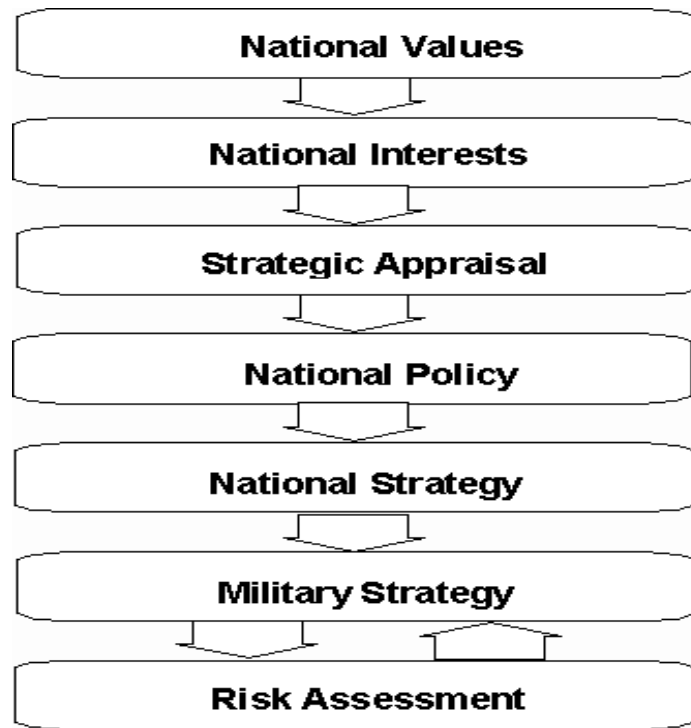 National Values
National Interests
Strategic Appraisal
National Policy
National Strategy
Military Strategy
Risk Assessment